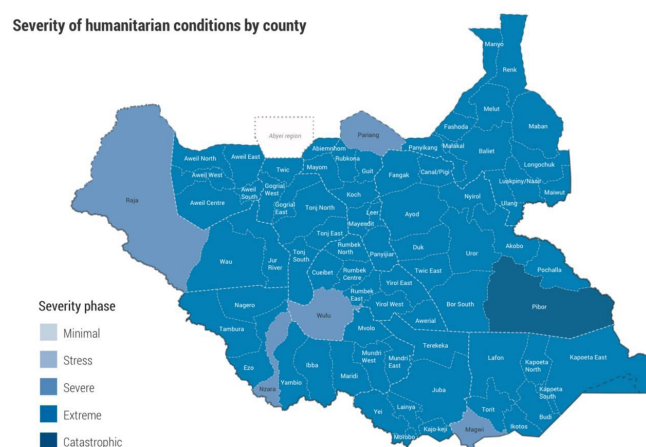 Severity of humanitarian conditions by county
Manyo
Renk
Melut
Maban
Fashoda
Malakal
Baliet
Longochuk
Luakpiny/Nasir
Maiwut
Ulang
Nyirol
Panyikang
Canal/Pigi
Fangak
Abyei region
Pariang
Abiemnhom
Rubkona
Mayom
Guit
Koch
Leer
Mayendit
Panyijiar
Twic
Gogrial
West
Gogrial
East
Tonj North
Tonj East
Tonj
South
Aweil North
Aweil East
Aweil West
Aweil
South
Aweil Centre
Raja
Wau
Jur
River
Ayod
Duk
Uror
Akobo
Pochalla
Pibor
Twic East
Bor South
Rumbek
North
Cueibet
Rumbek
Centre
Rumbek
East
Yirol East
Yirol West
Awerial
Wulu
Mvolo
Nagero
Tambura
Ezo
Nzara
Yambio
Ibba
Maridi
Mundri
West
Mundri
East
Terekeka
Juba
Yei
Lainya
Morobo
Kajo-keji
Magwi
Torit
Ikotos
Lafon
Kapoeta
North
Kapoeta East
Kapoeta
South
Budi
Severity phase
Minimal
Stress
Severe
Extreme
Catastrophic